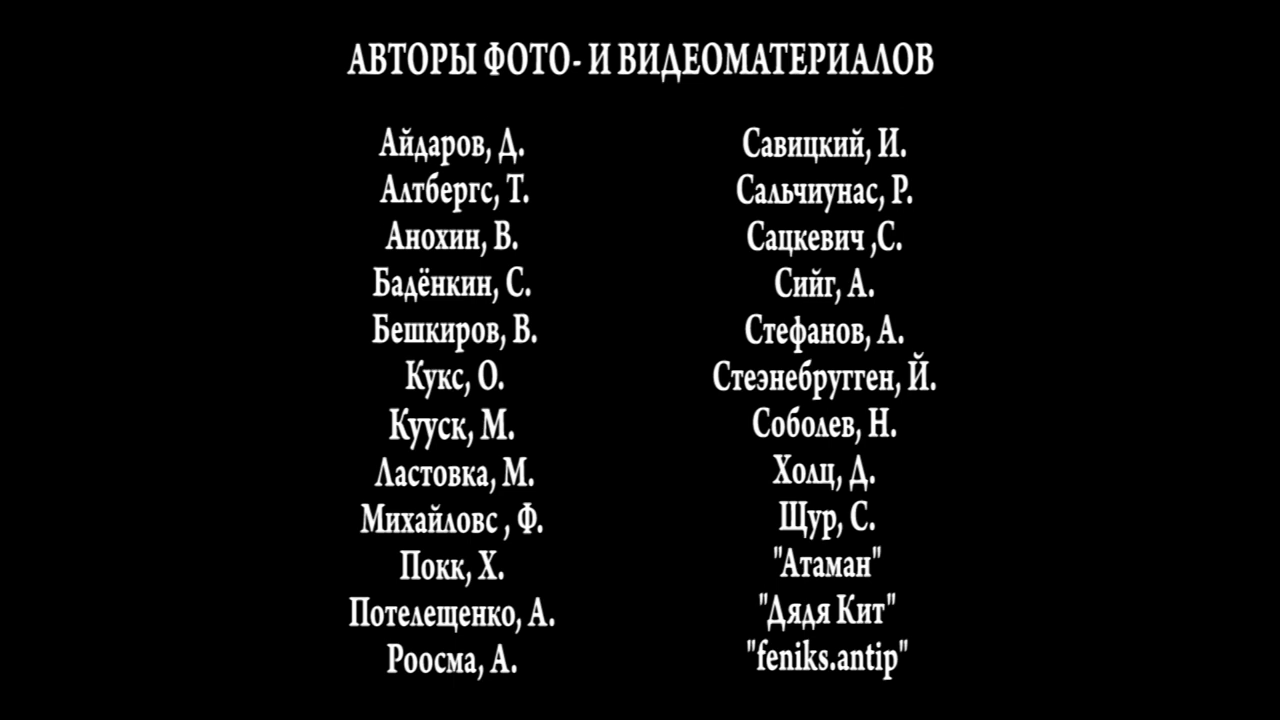 АВТОРЫ ФОТО- И ВИДЕОМАТЕРИАЛОВ
Айдаров, Д.
Алтбергс, Т.
Анохин, В.
Бадёнкин, С.
Бешкиров, В.
Кукс, О.
Кууск, М.
Ластовка, М.
Михайловс , Ф.
Покк, Х.
Потелещенко, А.
Роосма, А.
Савицкий, И.
Сальчиунас, Р.
Сацкевич ,С.
Сийг, А.
Стефанов, А.
Стеэнебругген, Й.
Соболев, Н.
Холц, Д.
Щур, С.
"Атаман"
"Дядя Кит"
"feniks.antip"